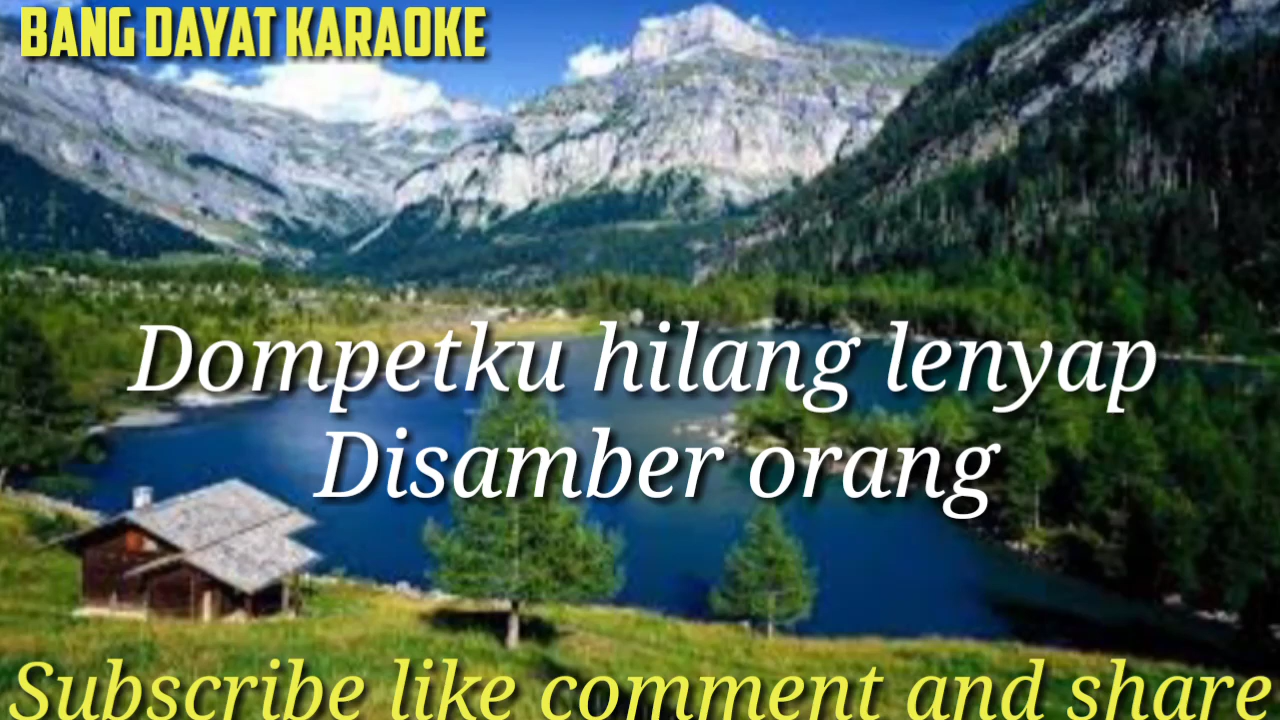 BANG DAYAT KARAOKE
Dompetku hilang lenyap
Disamber orang
Subscribe like comment and share